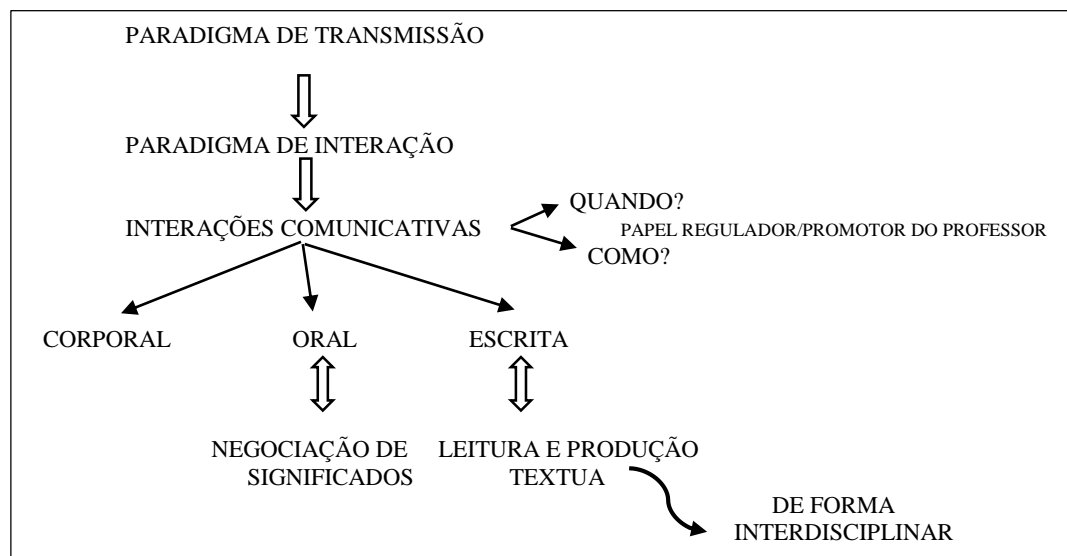 PARADIGMA DE TRANSMISSÃO
PARADIGMA DE INTERAÇÃO
INTERAÇÕES COMUNICATIVAS
QUANDO?
PAPEL REGULADOR/PROMOTOR DO PROFESSOR
COMO?
CORPORAL
ORAL
ESCRITA
NEGOCIAÇÃO DE
SIGNIFICADOS
LEITURA E PRODUÇÃO
TEXTUA
DE FORMA
INTERDISCIPLINAR